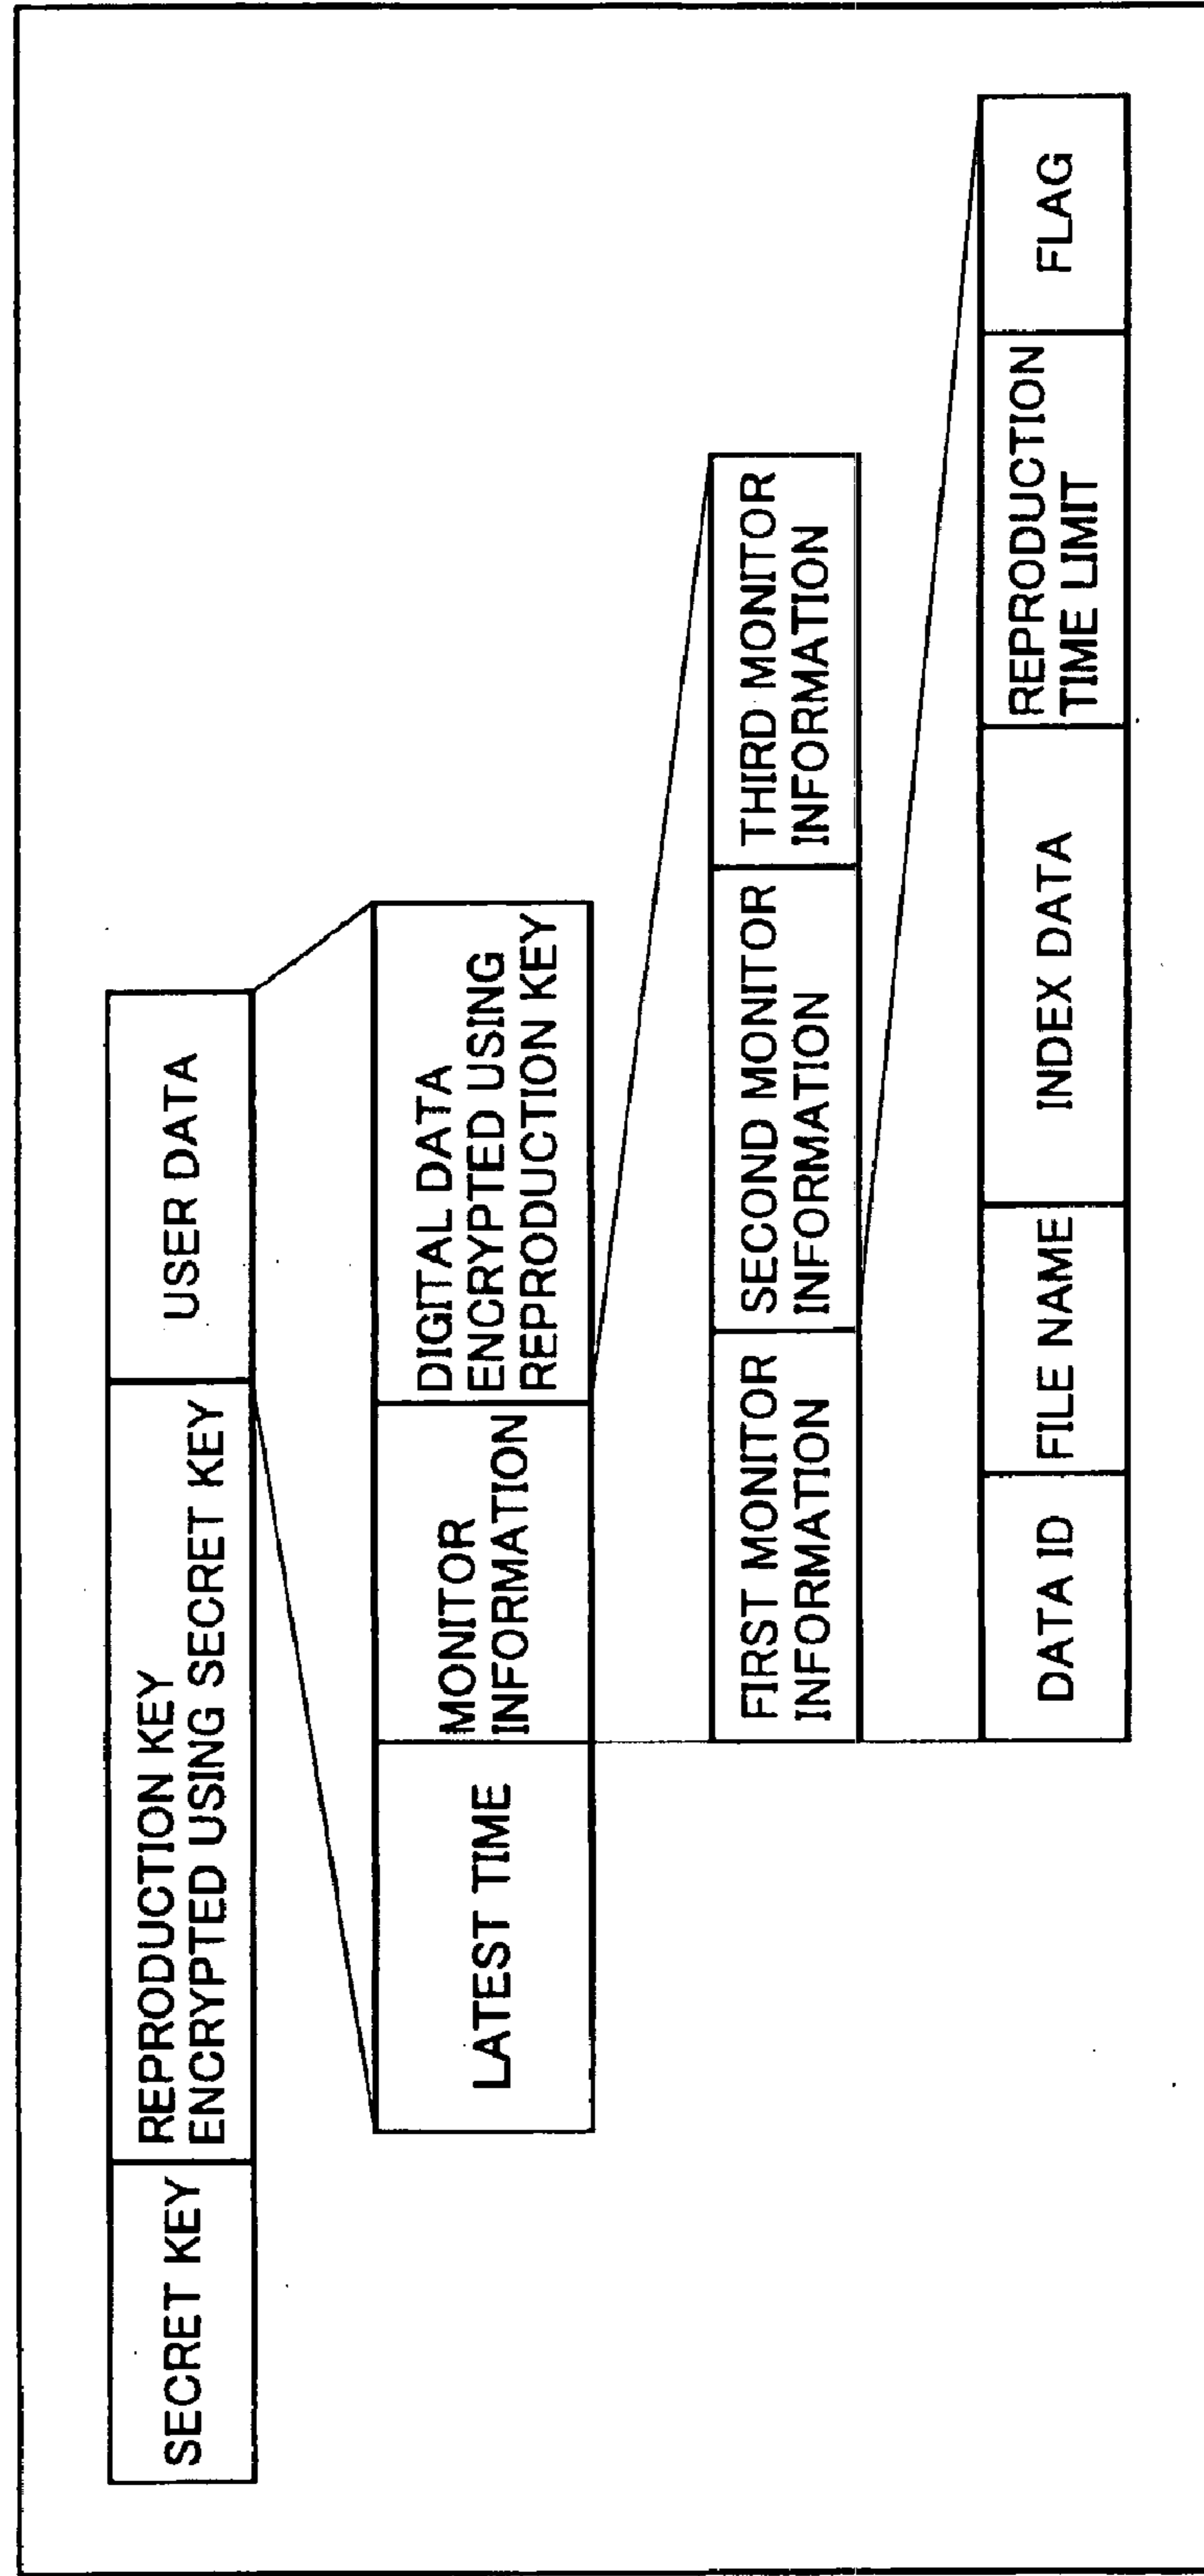 SECRET KEY
REPRODUCTION KEY
ENCRYPTED USING SECRET KEY
USER DATA
LATEST TIME
MONITOR
INFORMATION
DIGITAL DATA
ENCRYPTED USING
REPRODUCTION KEY
FIRST MONITOR
INFORMATION
SECOND MONITOR
INFORMATION
THIRD MONITOR
INFORMATION
DATA ID
FILE NAME
INDEX DATA
REPRODUCTION
TIME LIMIT
FLAG